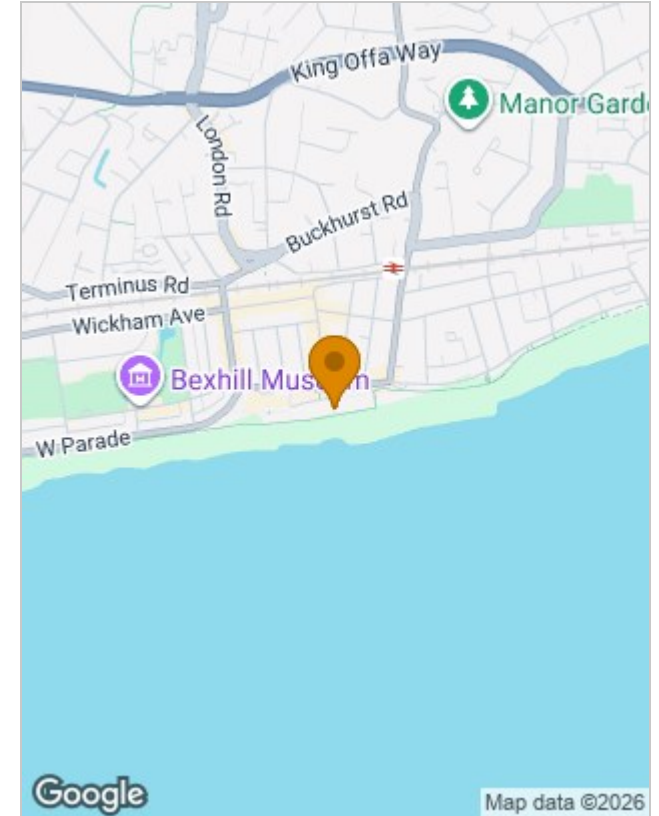 King Offa Way
Manor Garde
London Rd
Buckhurst Rd
Terminus Rd
Wickham Ave
Bexhill Museum
W Parade
Google
Map data ©2026